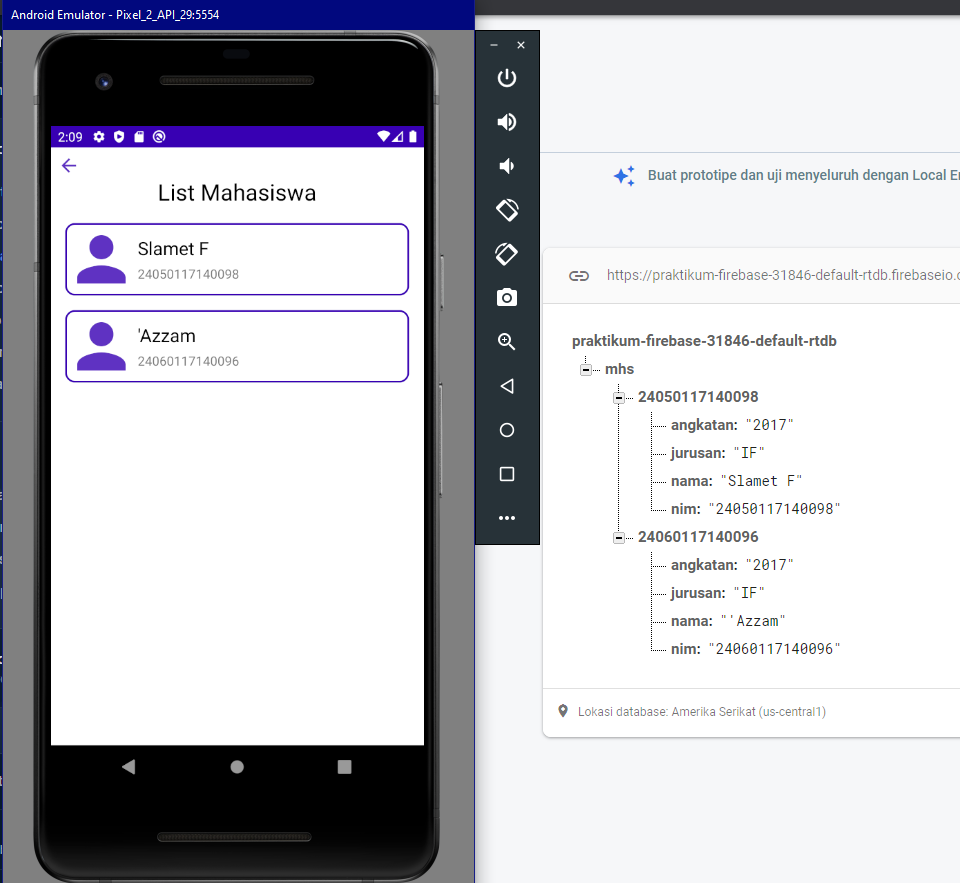 Android Emulator - Pixel_2_API_29:5554
2:09
List Mahasiswa
Slamet F
24050117140098
'Azzam
24060117140096
Buat prototipe dan uji menyeluruh dengan Local
https://praktikum-firebase-31846-default-rtdb.firebaseio.
praktikum-firebase-31846-default-rtdb
mhs
24050117140098
angkatan: "2017"
jurusan: "IF"
nama: "Slamet F"
nim: "24050117140098"
24060117140096
angkatan: "2017"
jurusan: "IF"
nama: "'Azzam"
nim: "24060117140096"
Lokasi database: Amerika Serikat (us-central1)